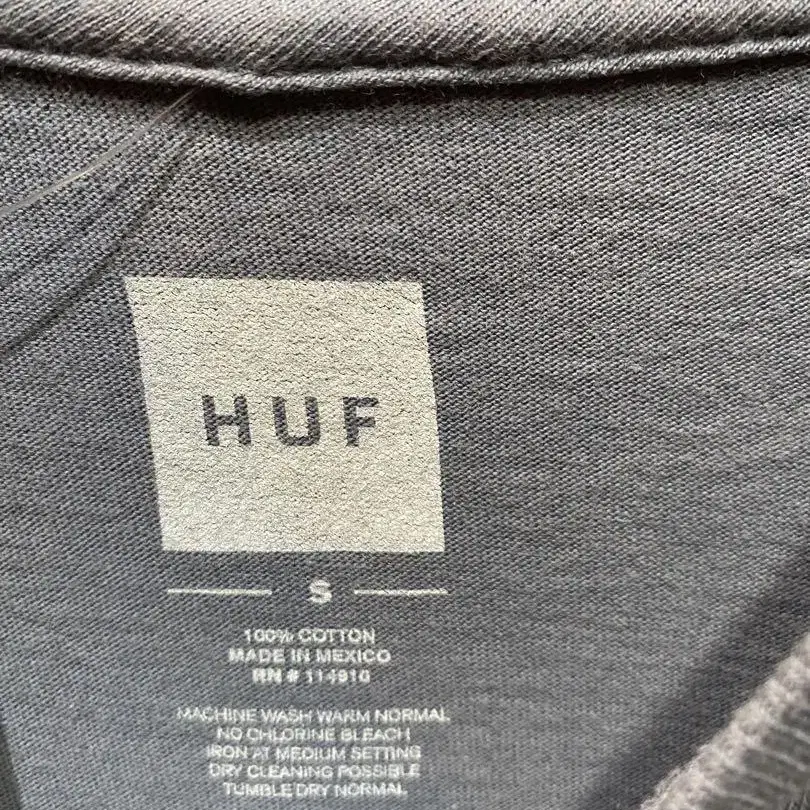 HUF
S
100% COTTON
MADE IN MEXICO
RN # 114910
MACHINE WASH WARM NORMAL
NO CHLORINE BLEACH
IRON AT MEDIUM SETTING
DRY CLEANING POSSIBLE
TUMBLE DRY NORMAL